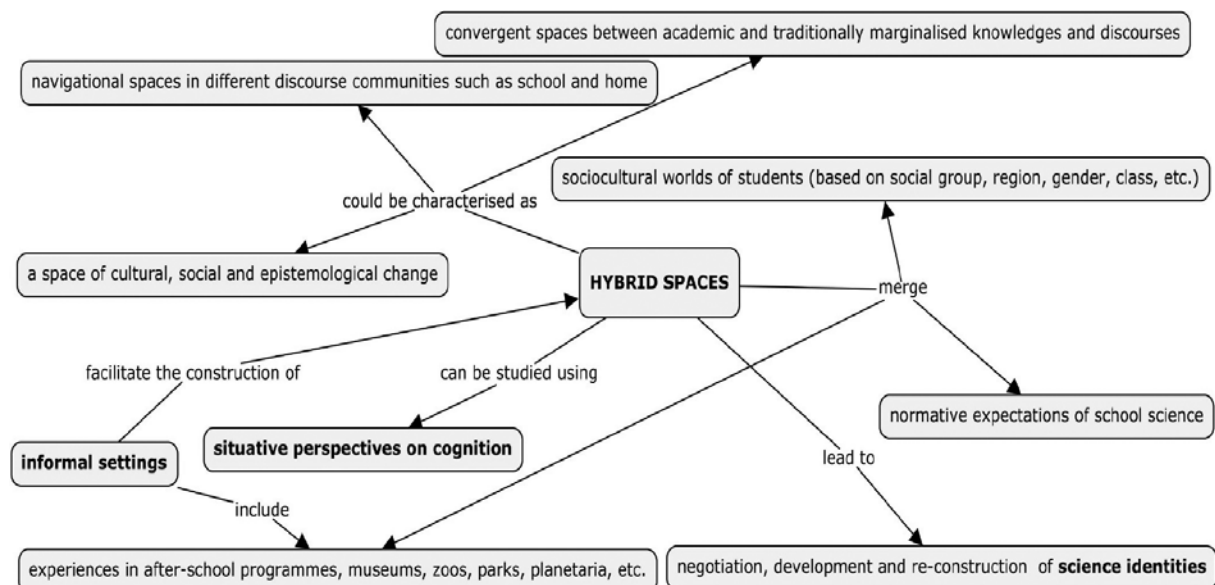 convergent spaces between academic and traditionally marginalised knowledges and discourses
navigational spaces in different discourse communities such as school and home
sociocultural worlds of students (based on social group, region, gender, class, etc.)
could be characterised as
a space of cultural, social and epistemological change
HYBRID SPACES
merge
facilitate the construction of
can be studied using
normative expectations of school science
situative perspectives on cognition
informal settings
lead to
include
experiences in after-school programmes, museums, zoos, parks, planetaria, etc.
negotiation, development and re-construction of science identities